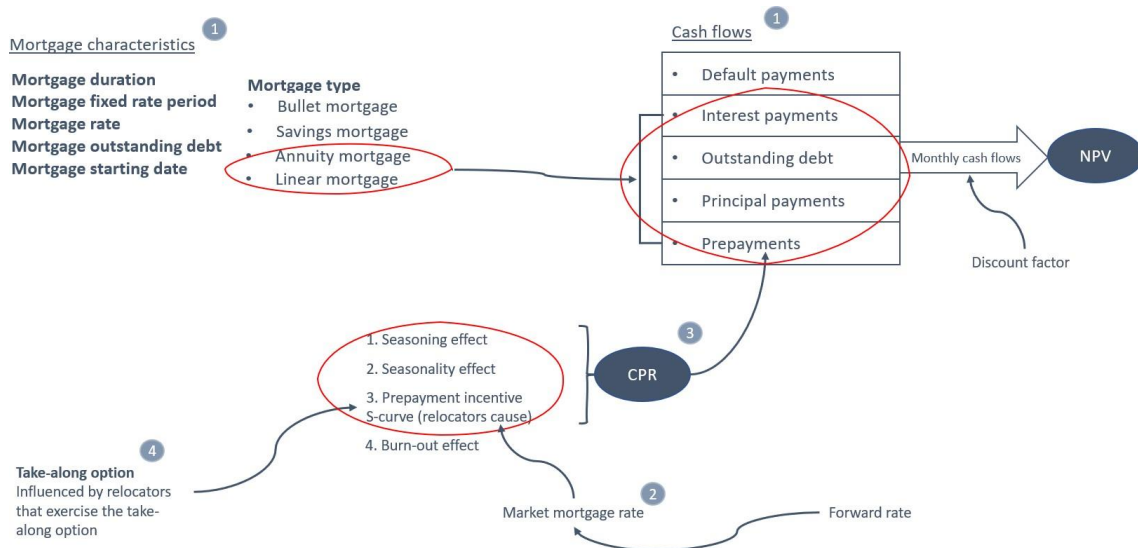 1
Mortgage characteristics
Mortgage duration
Mortgage fixed rate period
Mortgage rate
Mortgage outstanding debt
Mortgage starting date
Mortgage type
• Bullet mortgage
• Savings mortgage
• Annuity mortgage
• Linear mortgage
1
Cash flows
• Default payments
• Interest payments
• Outstanding debt
• Principal payments
• Prepayments
Monthly cash flows
NPV
Discount factor
1. Seasoning effect
2. Seasonality effect
3. Prepayment incentive
S-curve (relocators cause)
4. Burn-out effect
3
CPR
4
Take-along option
Influenced by relocators
that exercise the take-
along option
Market mortgage rate
2
Forward rate